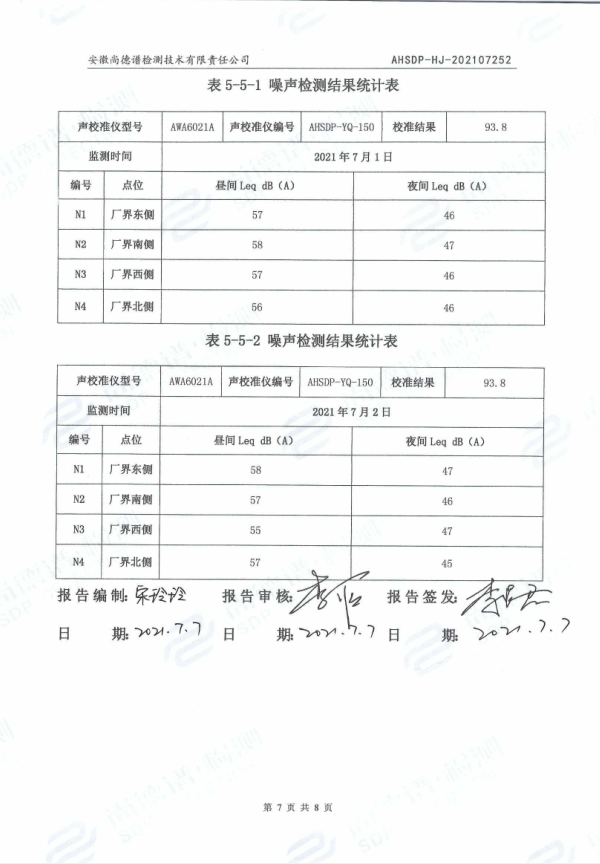 安徽尚德谱检测技术有限责任公司 AHSDP-HJ-202107252
表 5-5-1 噪声检测结果统计表
声校准仪型号 AWA6021A 声校准仪编号 AHSDP-YQ-150 校准结果 93.8
监测时间 2021 年 7 月 1 日
编号 点位 昼间 Leq dB（A） 夜间 Leq dB（A）
N1 厂界东侧 57 46
N2 厂界南侧 58 47
N3 厂界西侧 57 46
N4 厂界北侧 56 46
表 5-5-2 噪声检测结果统计表
声校准仪型号 AWA6021A 声校准仪编号 AHSDP-YQ-150 校准结果 93.8
监测时间 2021 年 7 月 2 日
编号 点位 昼间 Leq dB（A） 夜间 Leq dB（A）
N1 厂界东侧 58 47
N2 厂界南侧 57 46
N3 厂界西侧 55 47
N4 厂界北侧 57 45
报告编制: 宋玲玲 报告审核: 报告签发:
日 期: 2021.7.7 日 期: 2021.7.7 日 期: 2021.7.7
第 7 页 共 8 页